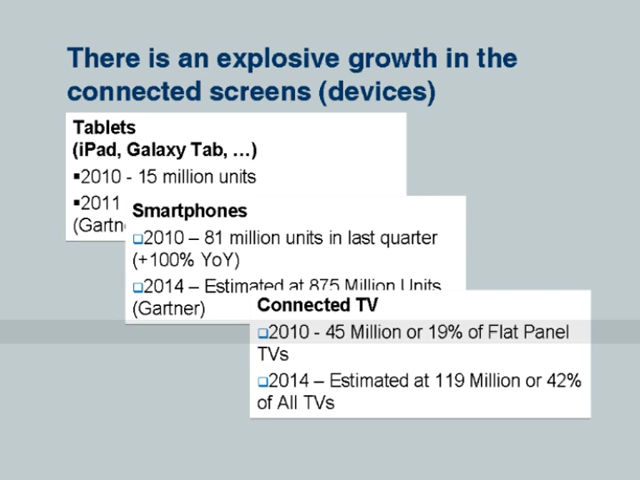 There is an explosive growth in the
connected screens (devices)
Tablets
(iPad, Galaxy Tab, …)
▪2010 - 15 million units
▪2011
Smartphones
❑2010 – 81 million units in last quarter
(+100% YoY)
❑2014 – Estimated at 875 Million Units
(Gartner)
Connected TV
❑2010 - 45 Million or 19% of Flat Panel
TVs
❑2014 – Estimated at 119 Million or 42%
of All TVs